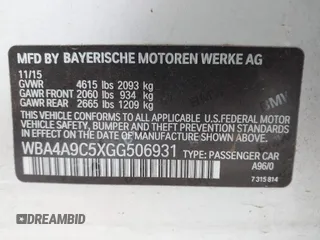 MFD BY BAYERISCHE MOTOREN WERKE AG
11/15
GVWR 4615 lbs 2093 kg
GAWR FRONT 2060 lbs 934 kg
GAWR REAR 2665 lbs 1209 kg
THIS VEHICLE CONFORMS TO ALL APPLICABLE U.S.FEDERAL MOTOR
VEHICLE SAFETY, BUMPER AND THEFT PREVENTION STANDARDS IN
EFFECT ON THE DATE OF MANUFACTURE SHOWN ABOVE.
WBA4A9C5XGG506931 TYPE: PASSENGER CAR
A96/0
7 315 814
DREAMBID